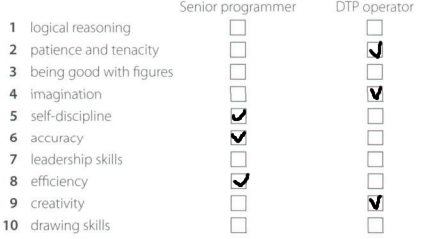 Senior programmer DTP operator
1 logical reasoning
2 patience and tenacity
3 being good with figures
4 imagination
5 self-discipline
6 accuracy
7 leadership skills
8 efficiency
9 creativity
10 drawing skills